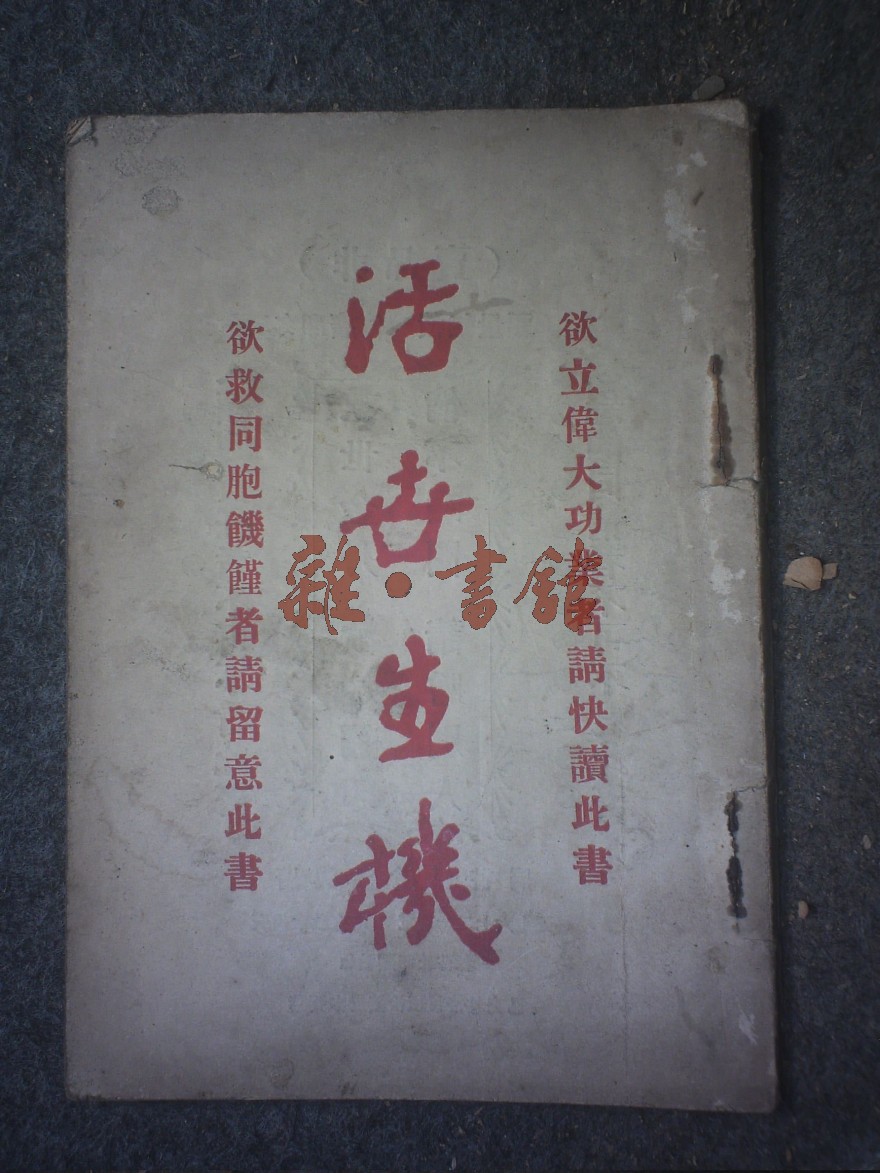 欲立偉大功業者請快讀此書
活世生機
欲救同胞饑饉者請留意此書
雜·書館